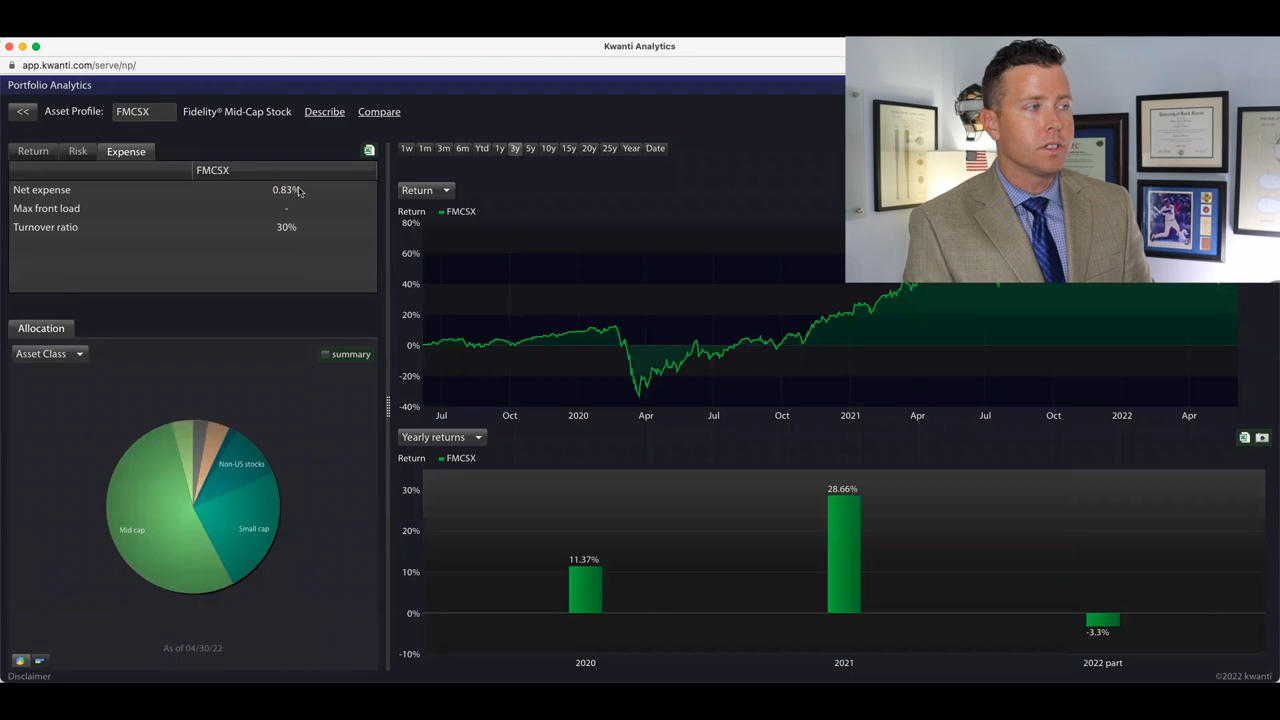 Kwanti Analytics
app.kwanti.com/serve/np/
Portfolio Analytics
<< Asset Profile: FMCSX Fidelity® Mid-Cap Stock Describe Compare
Return Risk Expense
FMCSX
Net expense 0.83%
Max front load -
Turnover ratio 30%
Allocation
Asset Class summary
Non-US stocks
Mid cap
Small cap
As of 04/30/22
Disclaimer
1w 1m 3m 6m Ytd 1y 3y 5y 10y 15y 20y 25y Year Date
Return
Return FMCSX
80%
60%
40%
20%
0%
-20%
-40%
Jul Oct 2020 Apr Jul Oct 2021 Apr Jul Oct 2022 Apr
Yearly returns
Return FMCSX
30%
20%
10%
0%
-10%
11.37%
28.66%
-3.3%
2020 2021 2022 part
©2022 kwanti